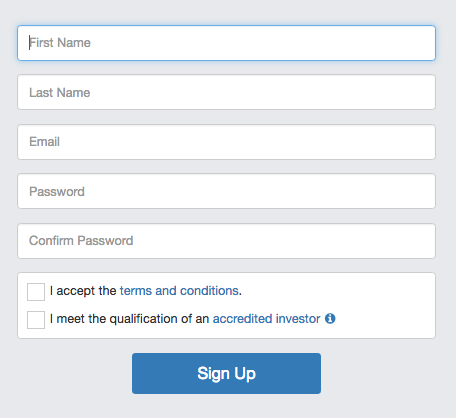 First Name
Last Name
Email
Password
Confirm Password
I accept the terms and conditions.
I meet the qualification of an accredited investor
Sign Up